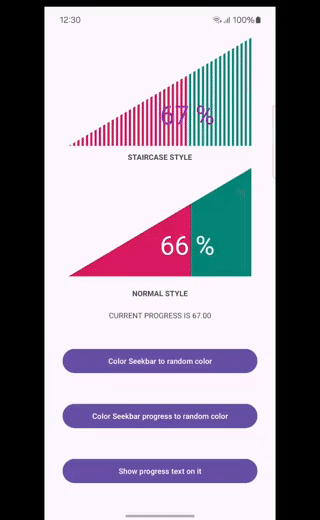 12:30
100%
67 %
STAIRCASE STYLE
66 %
NORMAL STYLE
CURRENT PROGRESS IS 67.00
Color Seekbar to random color
Color Seekbar progress to random color
Show progress text on it